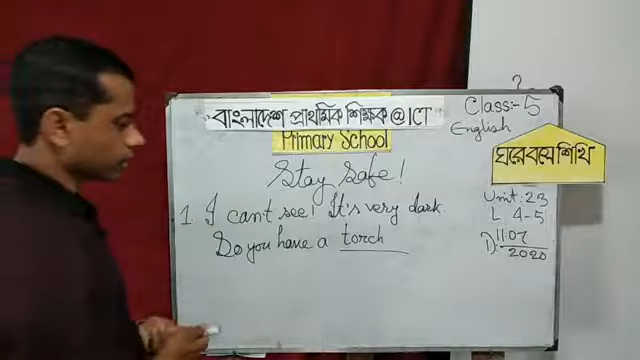 বাংলাদেশ প্রাথমিক শিক্ষক @ ICT
Primary School
Class:- 5
English
ঘরে বসে শিখি
Stay Safe!
Unit: 23
L 4-5
D: 11.07
2020
1. I can't see! It's very dark.
Do you have a torch